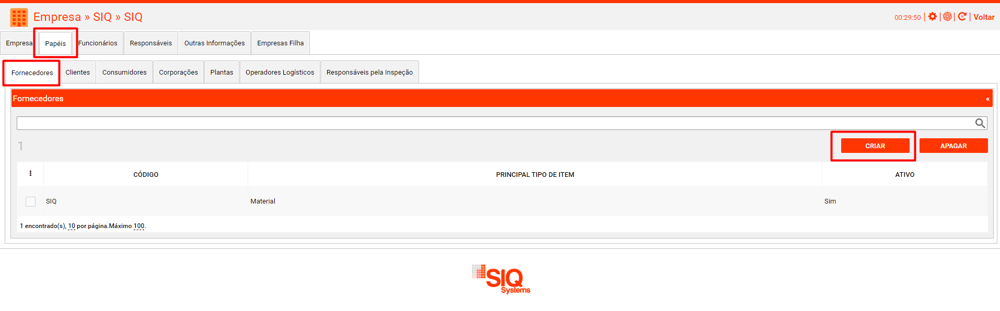 Empresa » SIQ » SIQ
00:29:50 | | | | Voltar
Empresa Papéis Funcionários Responsáveis Outras Informações Empresas Filha
Fornecedores Clientes Consumidores Corporações Plantas Operadores Logísticos Responsáveis pela Inspeção
Fornecedores «
1 CRIAR APAGAR
CÓDIGO PRINCIPAL TIPO DE ITEM ATIVO
SIQ Material Sim
1 encontrado(s), 10 por página.Máximo 100.
SIQ
Systems